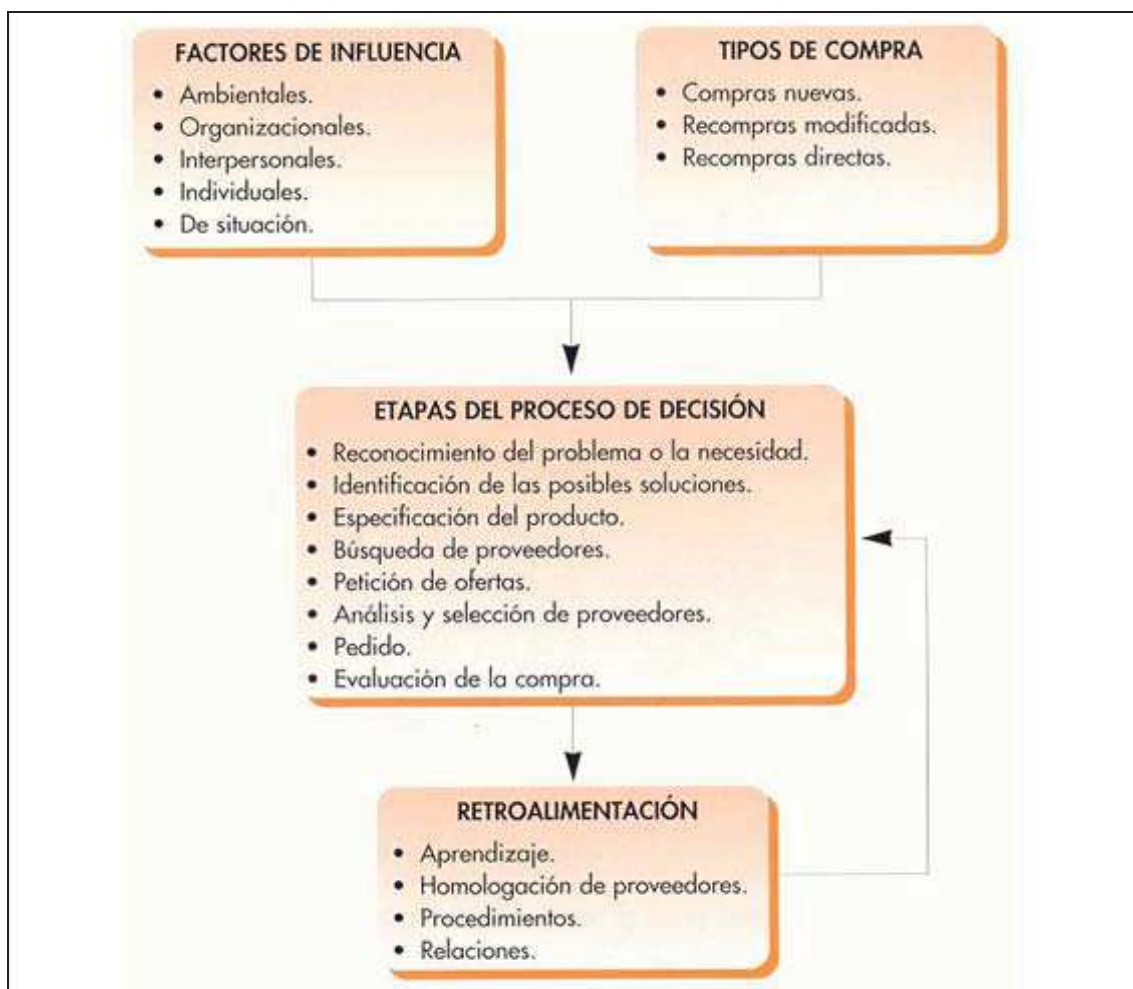 FACTORES DE INFLUENCIA
• Ambientales.
• Organizacionales.
• Interpersonales.
• Individuales.
• De situación.
TIPOS DE COMPRA
• Compras nuevas.
• Recompras modificadas.
• Recompras directas.
ETAPAS DEL PROCESO DE DECISIÓN
• Reconocimiento del problema o la necesidad.
• Identificación de las posibles soluciones.
• Especificación del producto.
• Búsqueda de proveedores.
• Petición de ofertas.
• Análisis y selección de proveedores.
• Pedido.
• Evaluación de la compra.
RETROALIMENTACIÓN
• Aprendizaje.
• Homologación de proveedores.
• Procedimientos.
• Relaciones.